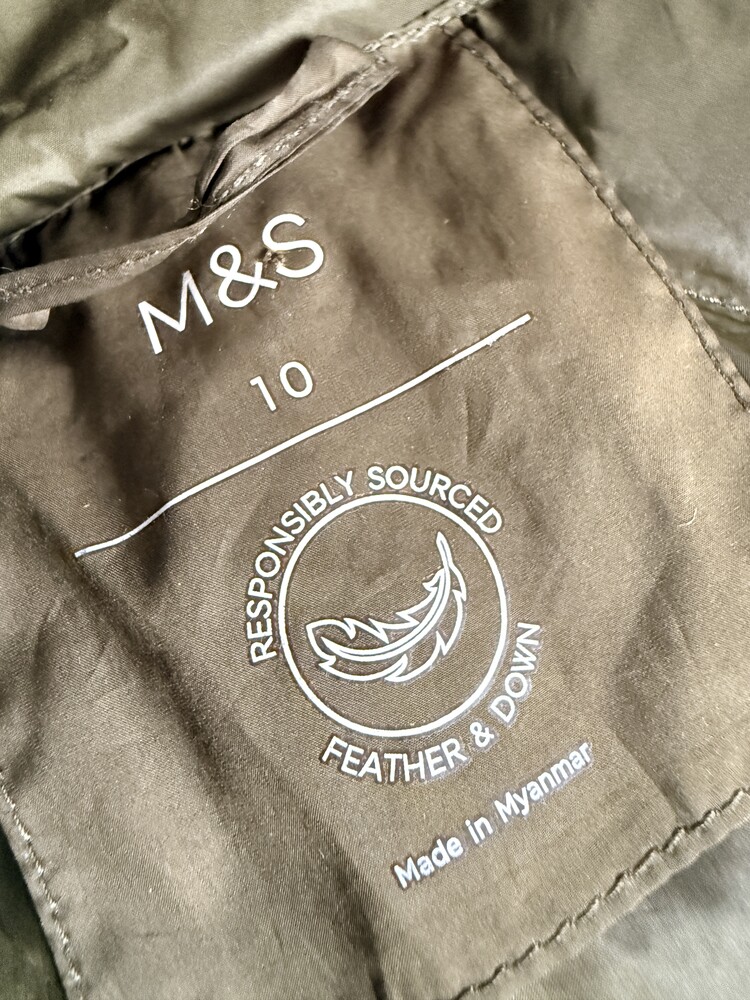 M&S
10
RESPONSIBLY SOURCED
FEATHER & DOWN
Made in Myanmar